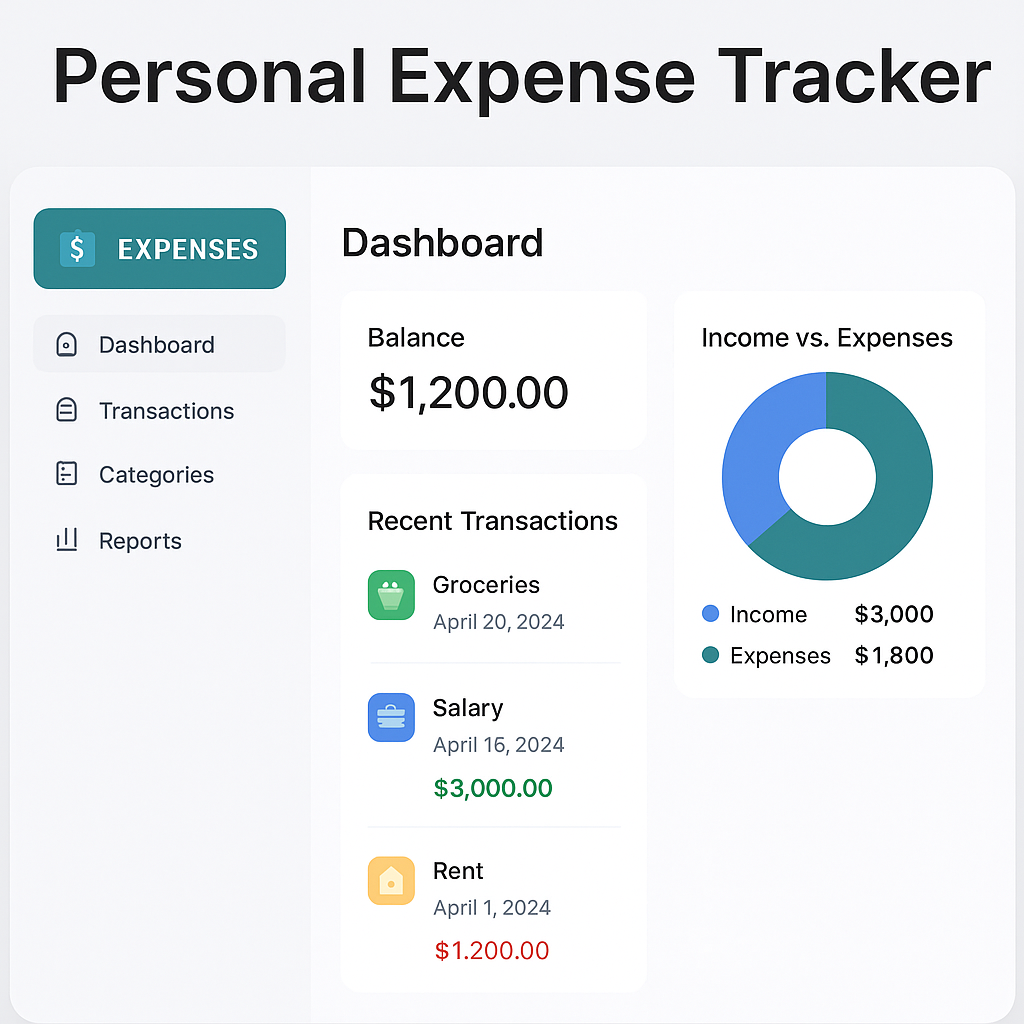 Personal Expense Tracker
$ EXPENSES
Dashboard
Transactions
Categories
Reports
Dashboard
Balance
$1,200.00
Recent Transactions
Groceries
April 20, 2024
Salary
April 16, 2024
$3,000.00
Rent
April 1, 2024
$1.200.00
Income vs. Expenses
Income $3,000
Expenses $1,800